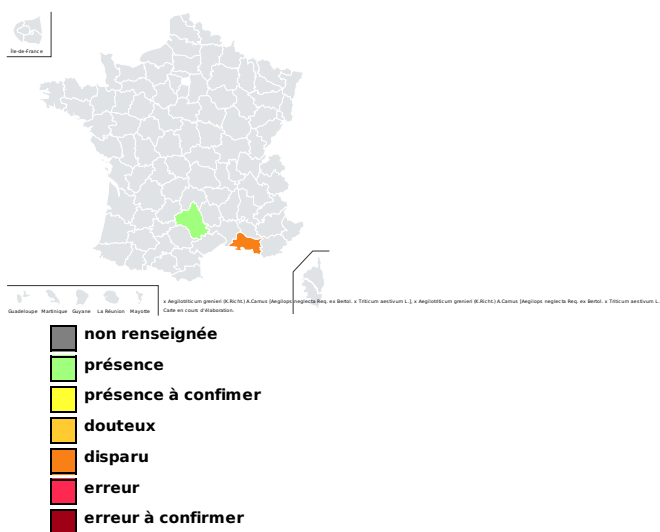 Île-de-France
Guadeloupe Martinique Guyane La Réunion Mayotte
x Aegilotriticum grenieri (K.Richt.) A.Camus [Aegilops neglecta Req. ex Bertol. x Triticum aestivum L.], x Aegilotriticum grenieri (K.Richt.) A.Camus [Aegilops neglecta Req. ex Bertol. x Triticum aestivum L.
Carte en cours d'élaboration.
non renseignée
présence
présence à confimer
douteux
disparu
erreur
erreur à confirmer